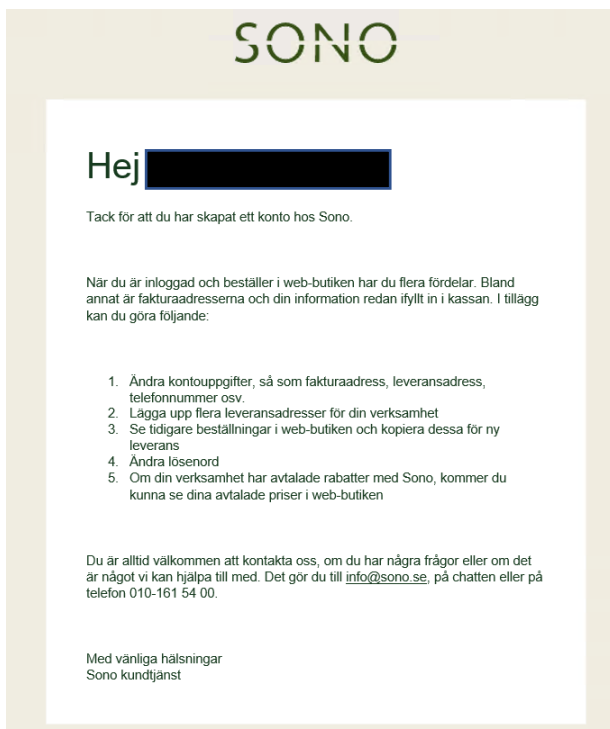 SONO
Hej
Tack för att du har skapat ett konto hos Sono.
När du är inloggad och beställer i web-butiken har du flera fördelar. Bland
annat är fakturaadresserna och din information redan ifyllt in i kassan. I tillägg
kan du göra följande:
1. Ändra kontouppgifter, så som fakturaadress, leveransadress,
telefonnummer osv.
2. Lägga upp flera leveransadresser för din verksamhet
3. Se tidigare beställningar i web-butiken och kopiera dessa för ny
leverans
4. Ändra lösenord
5. Om din verksamhet har avtalade rabatter med Sono, kommer du
kunna se dina avtalade priser i web-butiken
Du är alltid välkommen att kontakta oss, om du har några frågor eller om det
är något vi kan hjälpa till med. Det gör du till info@sono.se, på chatten eller på
telefon 010-161 54 00.
Med vänliga hälsningar
Sono kundtjänst